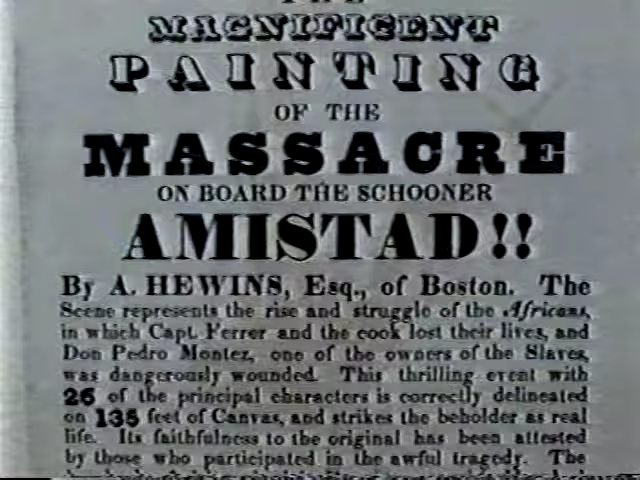 THE
MAGNIFICENT
PAINTING
OF THE
MASSACRE
ON BOARD THE SCHOONER
AMISTAD!!
By A. HEWINS, Esq., of Boston. The
Scene represents the rise and struggle of the Africans,
in which Capt. Ferrer and the cook lost their lives, and
Don Pedro Montez, one of the owners of the Slaves,
was dangerously wounded. This thrilling event with
26 of the principal characters is correctly delineated
on 135 feet of Canvas, and strikes the beholder as real
life. Its faithfulness to the original has been attested
by those who participated in the awful tragedy. The